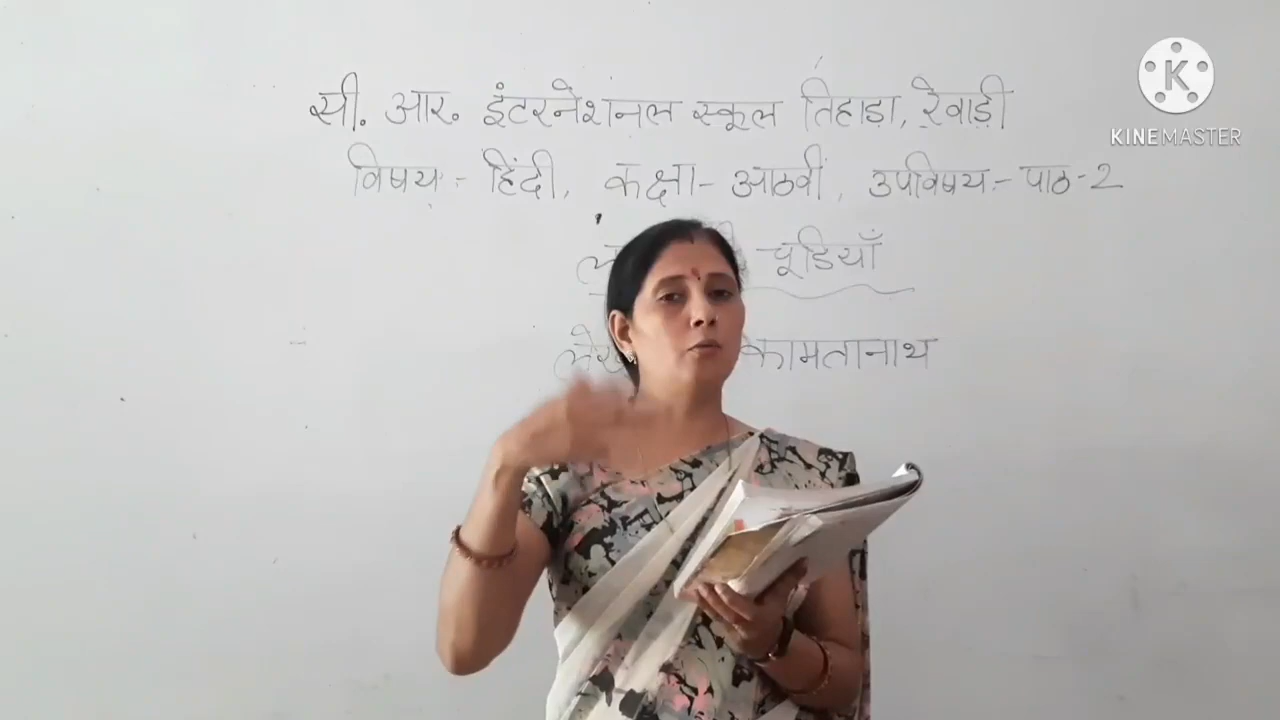 सी. आर. इंटरनेशनल स्कूल तिहाड़ा, रेवाड़ी
विषय:- हिंदी, कक्षा- आठवीं, उपविषय:- पाठ-2
चूडियाँ
कामतानाथ
KINEMASTER